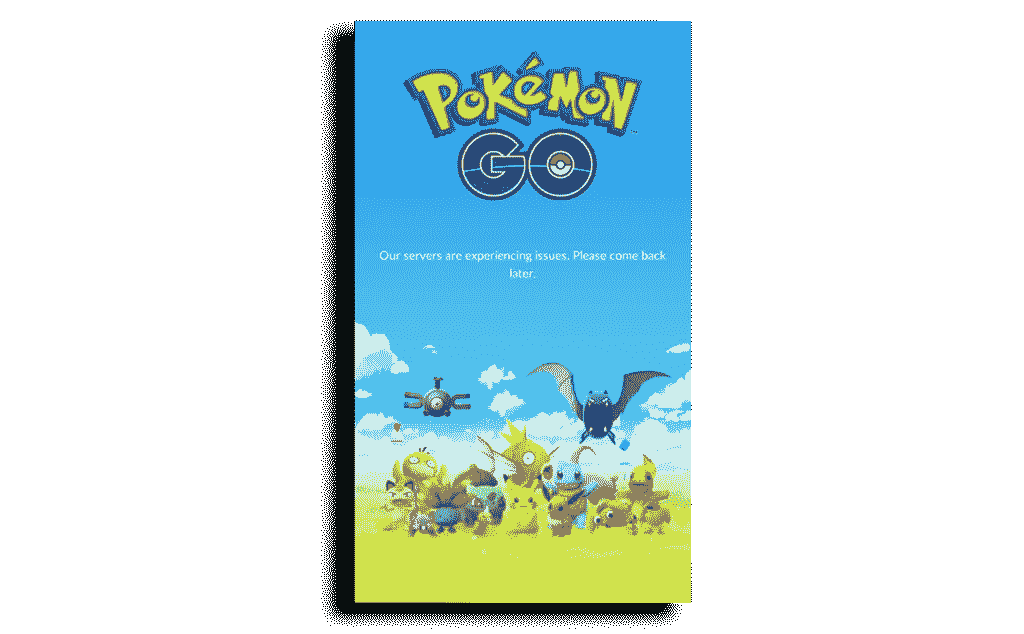 POKéMON
GO
Our servers are experiencing issues. Please come back
later.